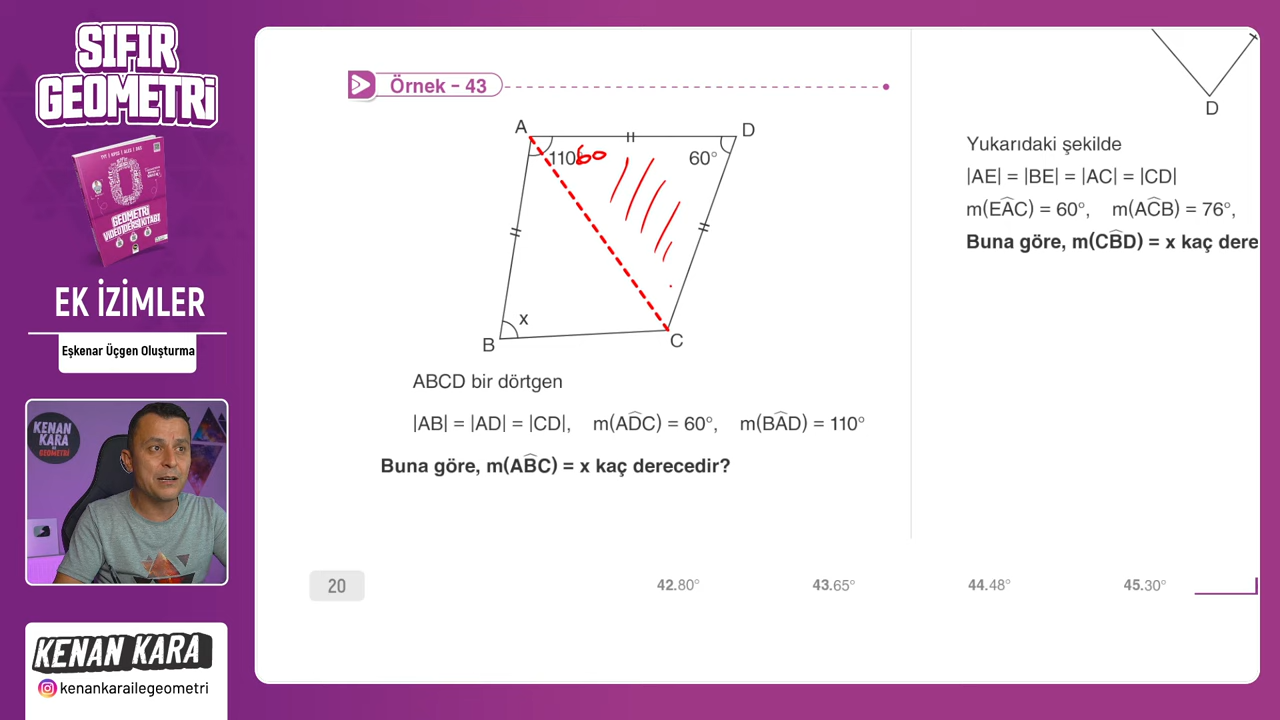 SIFIR
GEOMETRİ
GEOMETRİ
VİDEO DERS KİTABI
EK İZİMLER
Eşkenar Üçgen Oluşturma
KENAN
KARA
GEOMETRİ
KENAN KARA
kenankarailegeometri
Örnek – 43
A
D
110°
60
60°
B
x
C
ABCD bir dörtgen
|AB| = |AD| = |CD|, m(ADC) = 60°, m(BAD) = 110°
Buna göre, m(ABC) = x kaç derecedir?
D
Yukarıdaki şekilde
|AE| = |BE| = |AC| = |CD|
m(EAC) = 60°, m(ACB) = 76°,
Buna göre, m(CBD) = x kaç dere
20
42.80°
43.65°
44.48°
45.30°